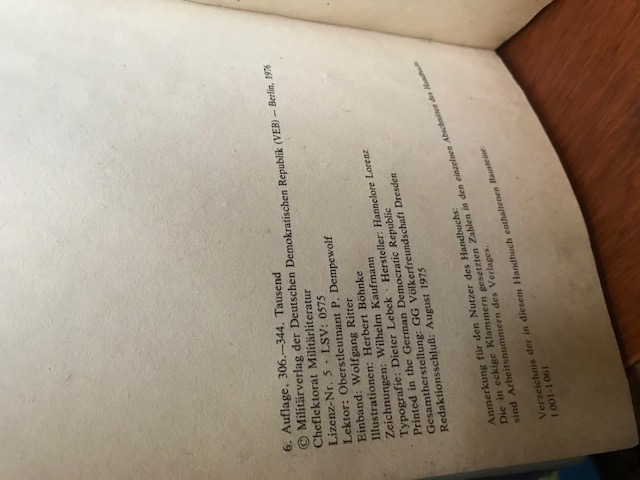 6. Auflage, 306.—344. Tausend
© Militärverlag der Deutschen Demokratischen Republik (VEB) – Berlin, 1976
Cheflektorat Militärliteratur
Lizenz-Nr. 5 · LSV: 0575
Lektor: Oberstleutnant P. Dempewolf
Einband: Wolfgang Ritter
Illustrationen: Herbert Böhnke
Zeichnungen: Wilhelm Kaufmann
Typografie: Dieter Lebek · Hersteller: Hannelore Lorenz
Printed in the German Democratic Republic
Gesamtherstellung: GG Völkerfreundschaft Dresden
Redaktionsschluß: August 1975
Anmerkung für den Nutzer des Handbuchs:
Die in eckige Klammern gesetzten Zahlen in den einzelnen Abschnitten des Handbuchs
sind Arbeitsnummern des Verlages.
Verzeichnis der in diesem Handbuch enthaltenen Bausteine:
1001–1061